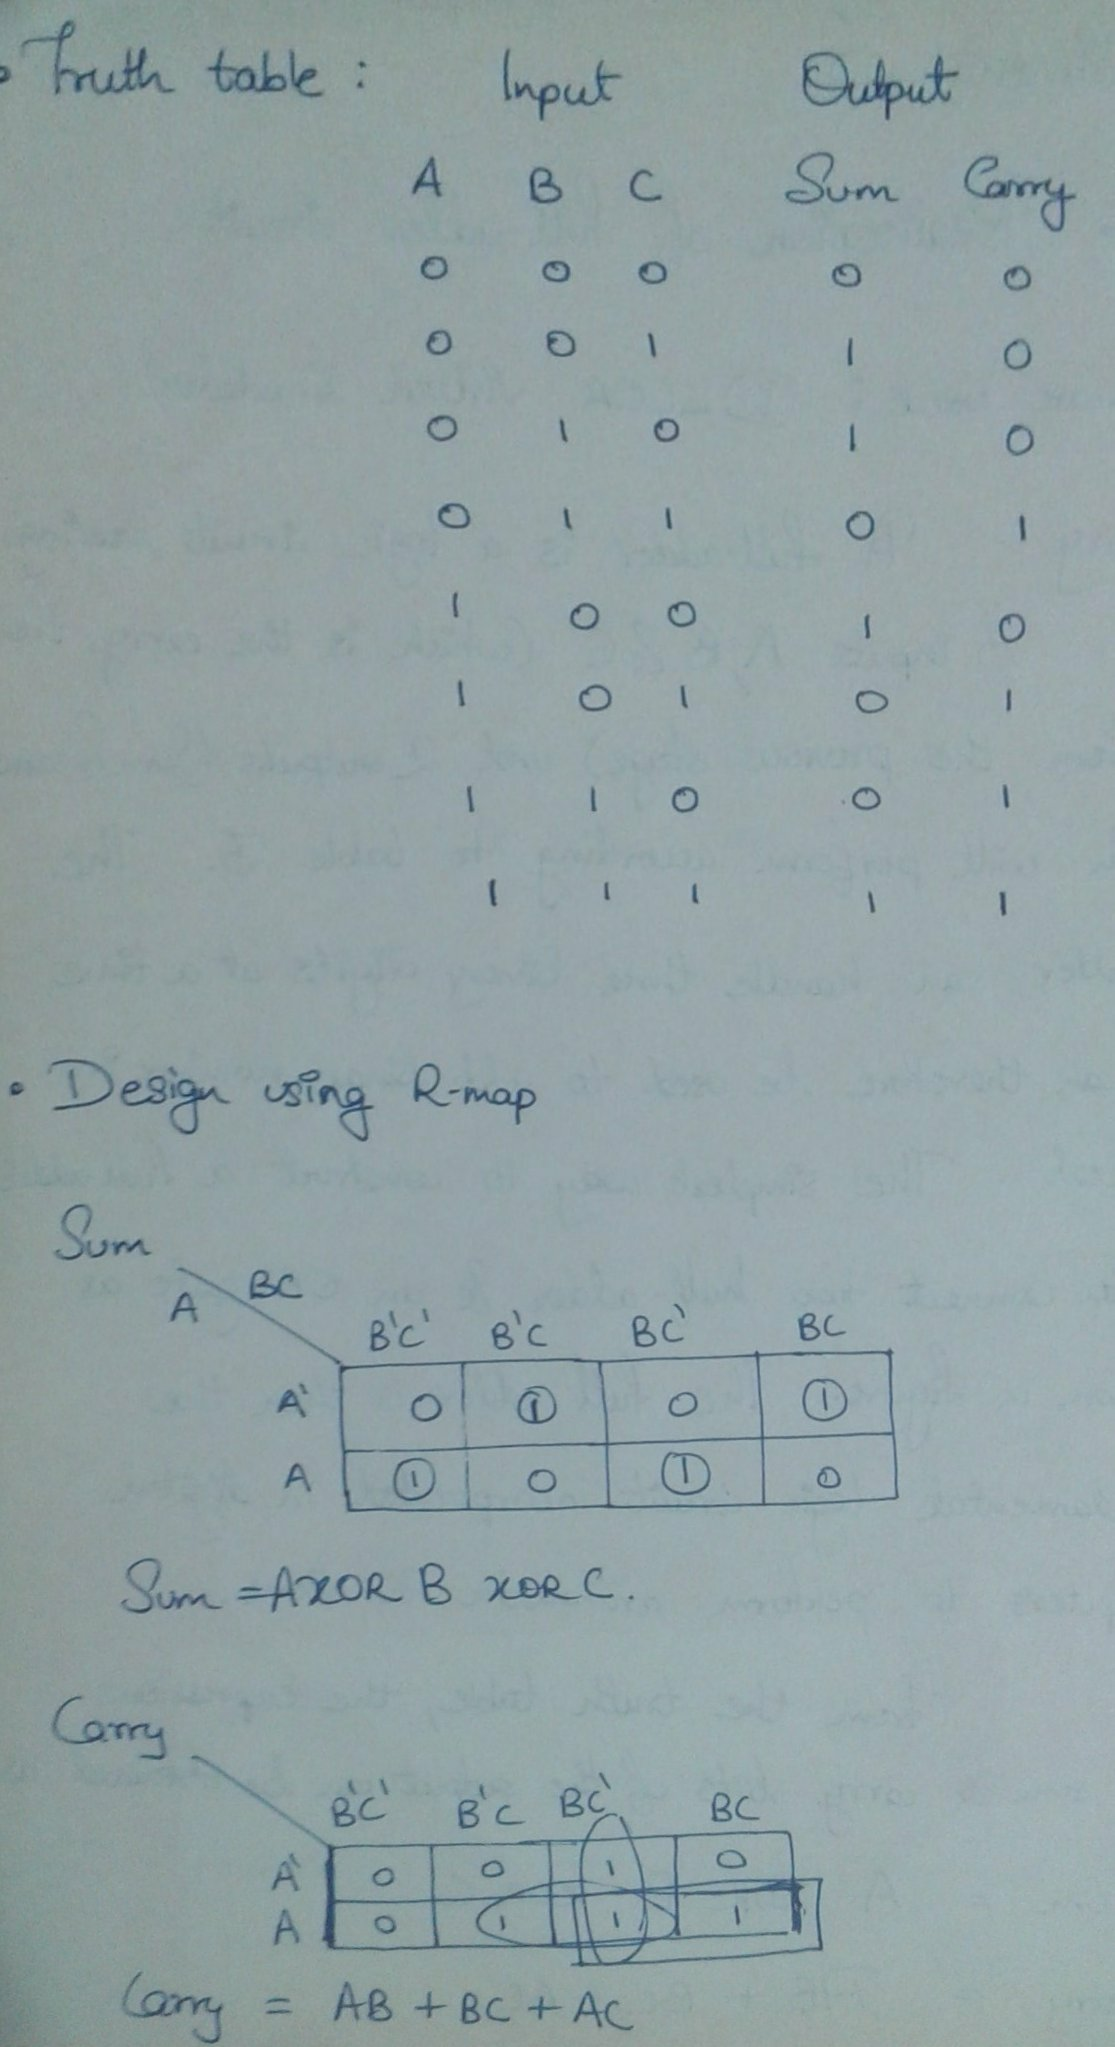 • Truth table : Input Output
A B C Sum Carry
0 0 0 0 0
0 0 1 1 0
0 1 0 1 0
0 1 1 0 1
1 0 0 1 0
1 0 1 0 1
1 1 0 0 1
1 1 1 1 1
• Design using R-map
Sum
A BC
B'C' B'C BC' BC
A' 0 1 0 1
A 1 0 1 0
Sum = A XOR B XOR C.
Carry
B'C' B'C BC' BC
A' 0 0 1 0
A 0 1 1 1
Carry = AB + BC + AC